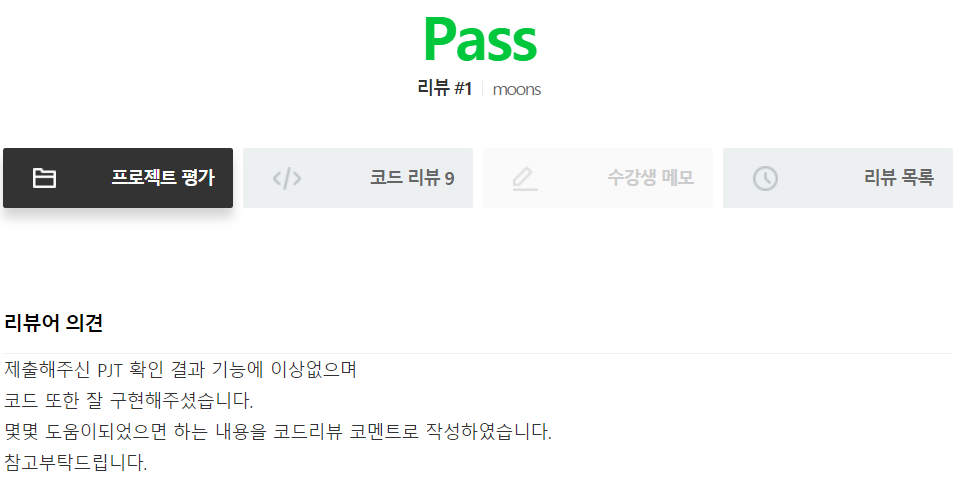 Pass
리뷰 #1 moons
프로젝트 평가 코드 리뷰 9 수강생 메모 리뷰 목록
리뷰어 의견
제출해주신 PJT 확인 결과 기능에 이상없으며
코드 또한 잘 구현해주셨습니다.
몇몇 도움이되었으면 하는 내용을 코드리뷰 코멘트로 작성하였습니다.
참고부탁드립니다.